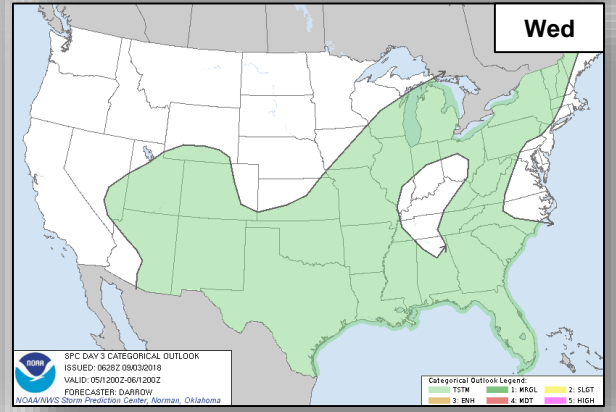 Wed
NOAA
SPC DAY 3 CATEGORICAL OUTLOOK
ISSUED: 0628Z 09/03/2018
VALID: 05/1200Z-06/1200Z
FORECASTER: DARROW
NOAA/NWS Storm Prediction Center, Norman, Oklahoma
Categorical Outlook Legend:
TSTM 1: MRGL 2: SLGT
3: ENH 4: MDT 5: HIGH